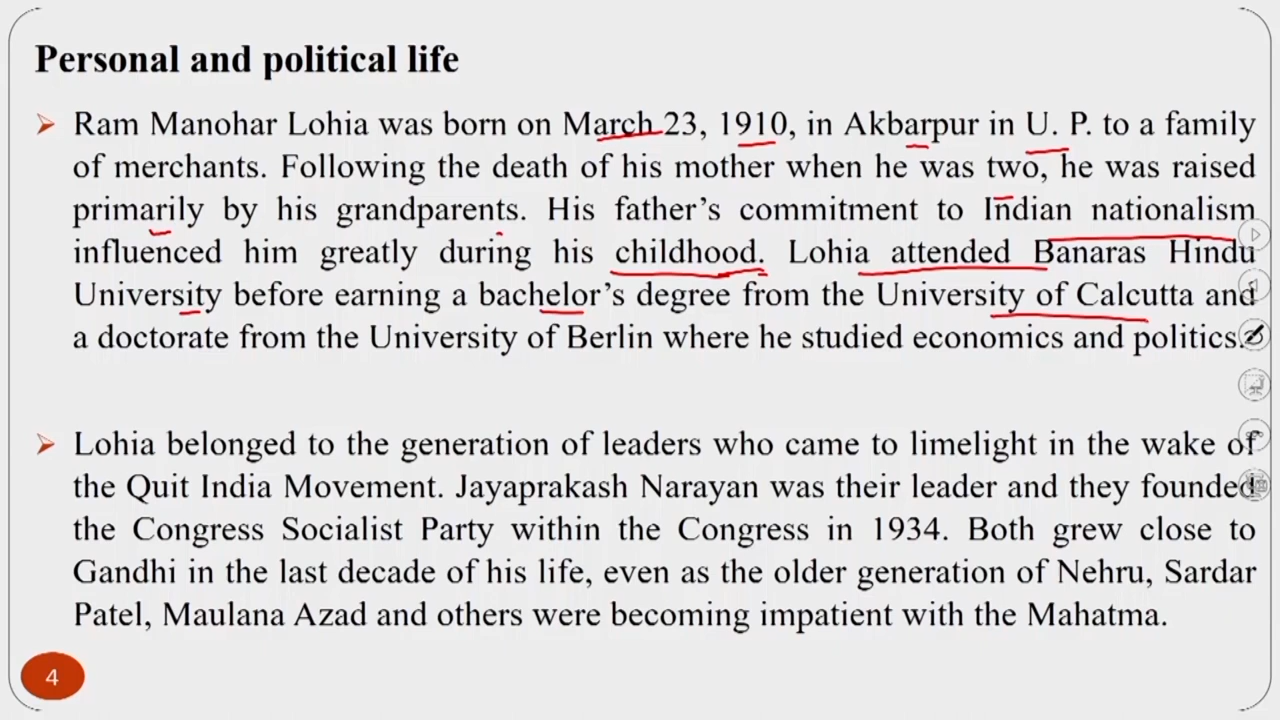 Personal and political life
Ram Manohar Lohia was born on March 23, 1910, in Akbarpur in U. P. to a family
of merchants. Following the death of his mother when he was two, he was raised
primarily by his grandparents. His father’s commitment to Indian nationalism
influenced him greatly during his childhood. Lohia attended Banaras Hindu
University before earning a bachelor’s degree from the University of Calcutta and
a doctorate from the University of Berlin where he studied economics and politics.
Lohia belonged to the generation of leaders who came to limelight in the wake of
the Quit India Movement. Jayaprakash Narayan was their leader and they founded
the Congress Socialist Party within the Congress in 1934. Both grew close to
Gandhi in the last decade of his life, even as the older generation of Nehru, Sardar
Patel, Maulana Azad and others were becoming impatient with the Mahatma.
4